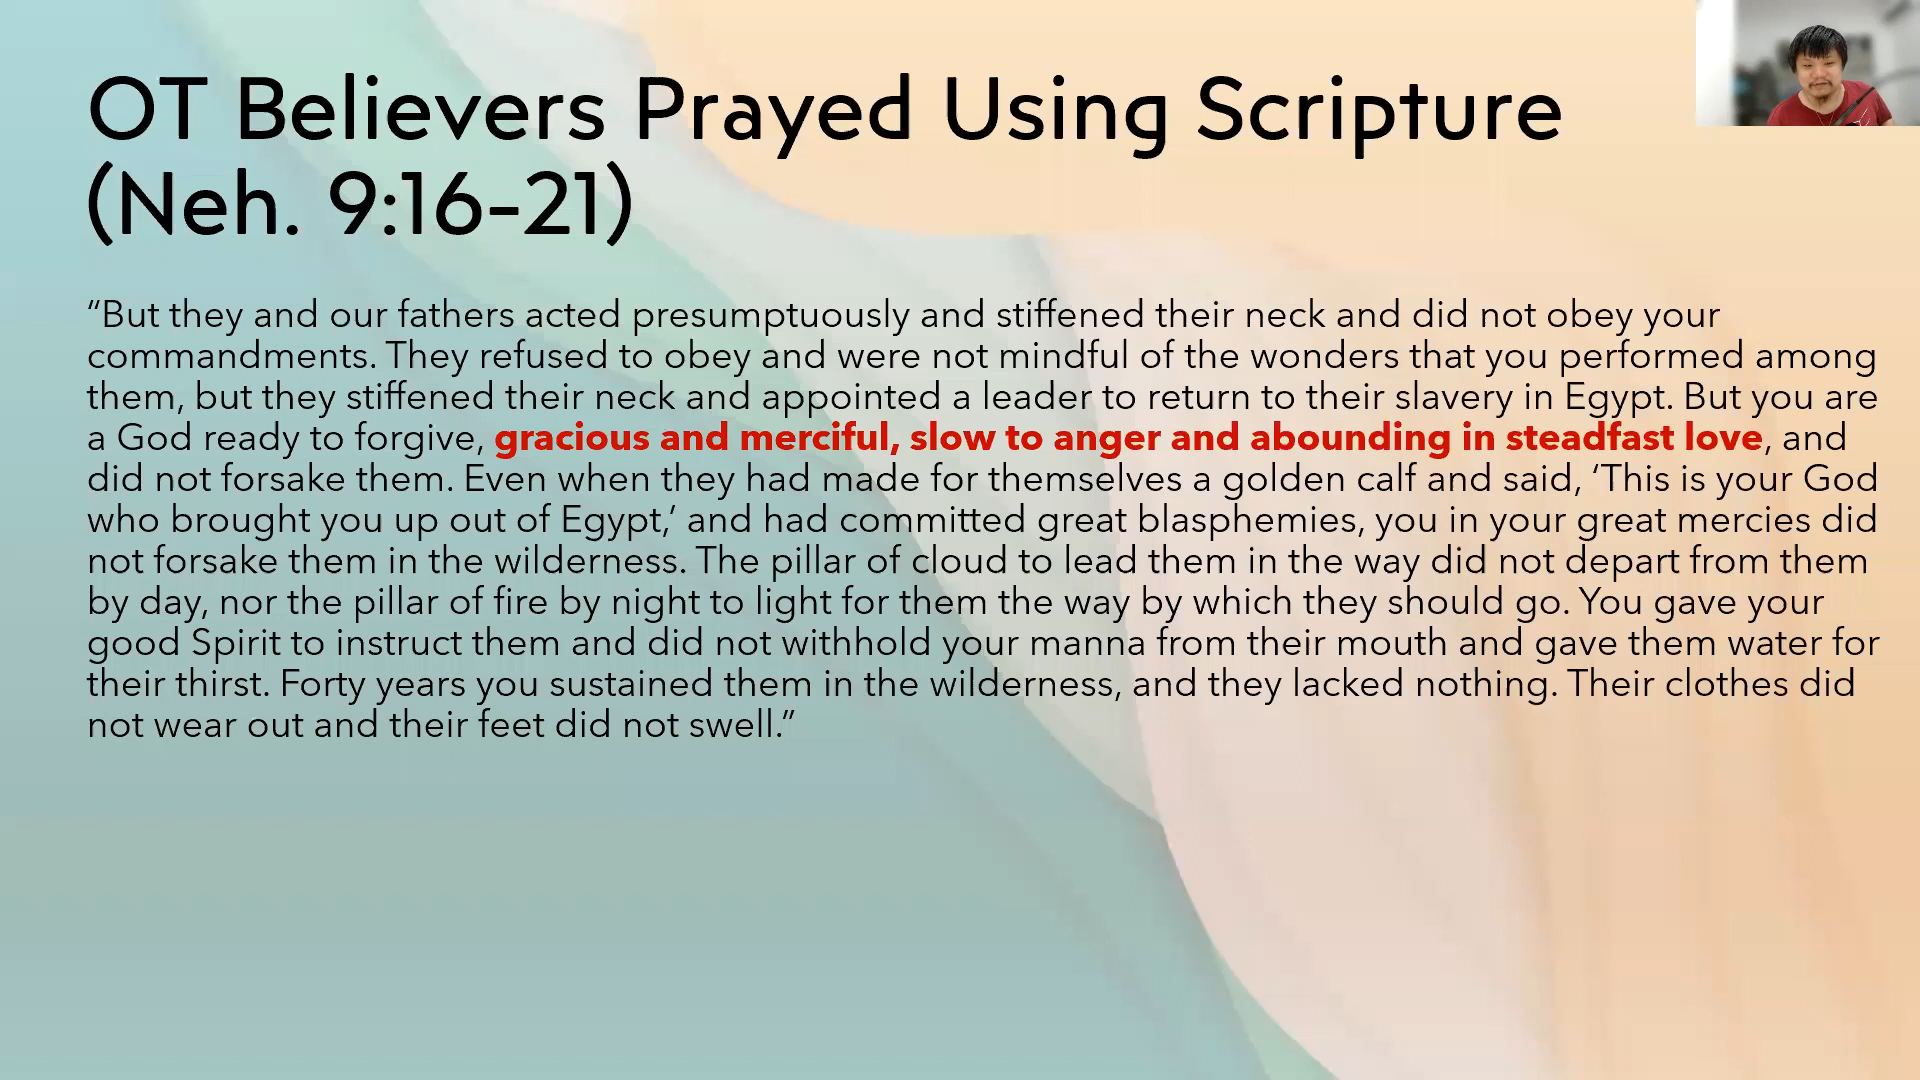 OT Believers Prayed Using Scripture
(Neh. 9:16-21)
“But they and our fathers acted presumptuously and stiffened their neck and did not obey your
commandments. They refused to obey and were not mindful of the wonders that you performed among
them, but they stiffened their neck and appointed a leader to return to their slavery in Egypt. But you are
a God ready to forgive, gracious and merciful, slow to anger and abounding in steadfast love, and
did not forsake them. Even when they had made for themselves a golden calf and said, ‘This is your God
who brought you up out of Egypt,’ and had committed great blasphemies, you in your great mercies did
not forsake them in the wilderness. The pillar of cloud to lead them in the way did not depart from them
by day, nor the pillar of fire by night to light for them the way by which they should go. You gave your
good Spirit to instruct them and did not withhold your manna from their mouth and gave them water for
their thirst. Forty years you sustained them in the wilderness, and they lacked nothing. Their clothes did
not wear out and their feet did not swell.”